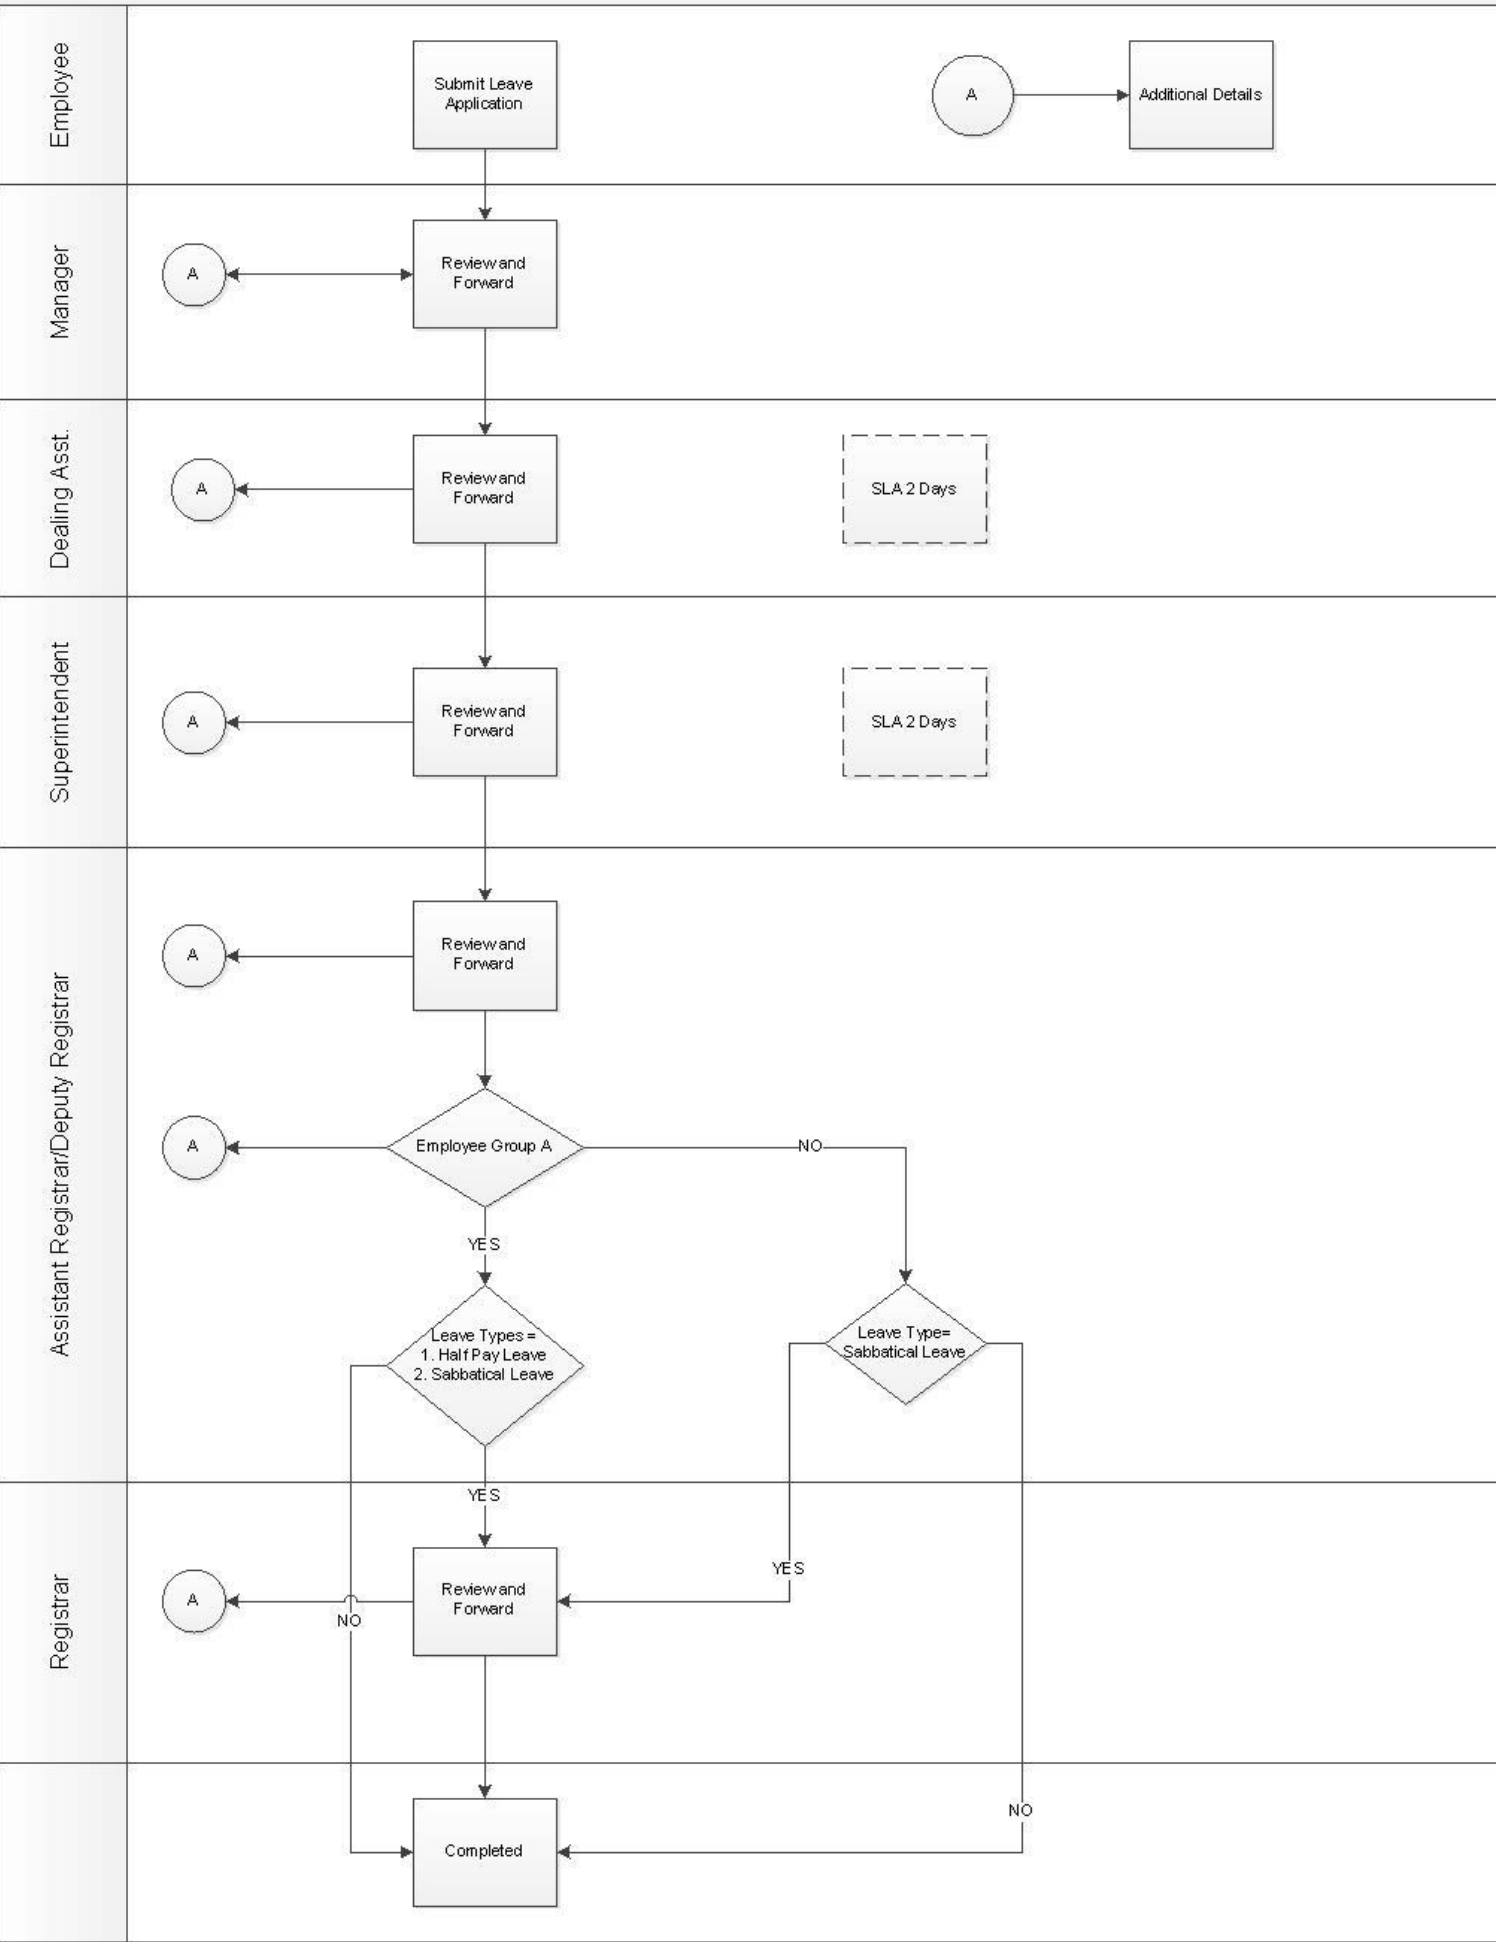 Employee
Submit Leave
Application
A
Additional Details
Manager
A
Review and
Forward
Dealing Asst.
A
Review and
Forward
SLA 2 Days
Superintendent
A
Review and
Forward
SLA 2 Days
Assistant Registrar/Deputy Registrar
A
Review and
Forward
A
Employee Group A
NO
YES
Leave Types =
1. Half Pay Leave
2. Sabbatical Leave
Leave Type=
Sabbatical Leave
Registrar
YES
A
Review and
Forward
YES
NO
NO
Completed